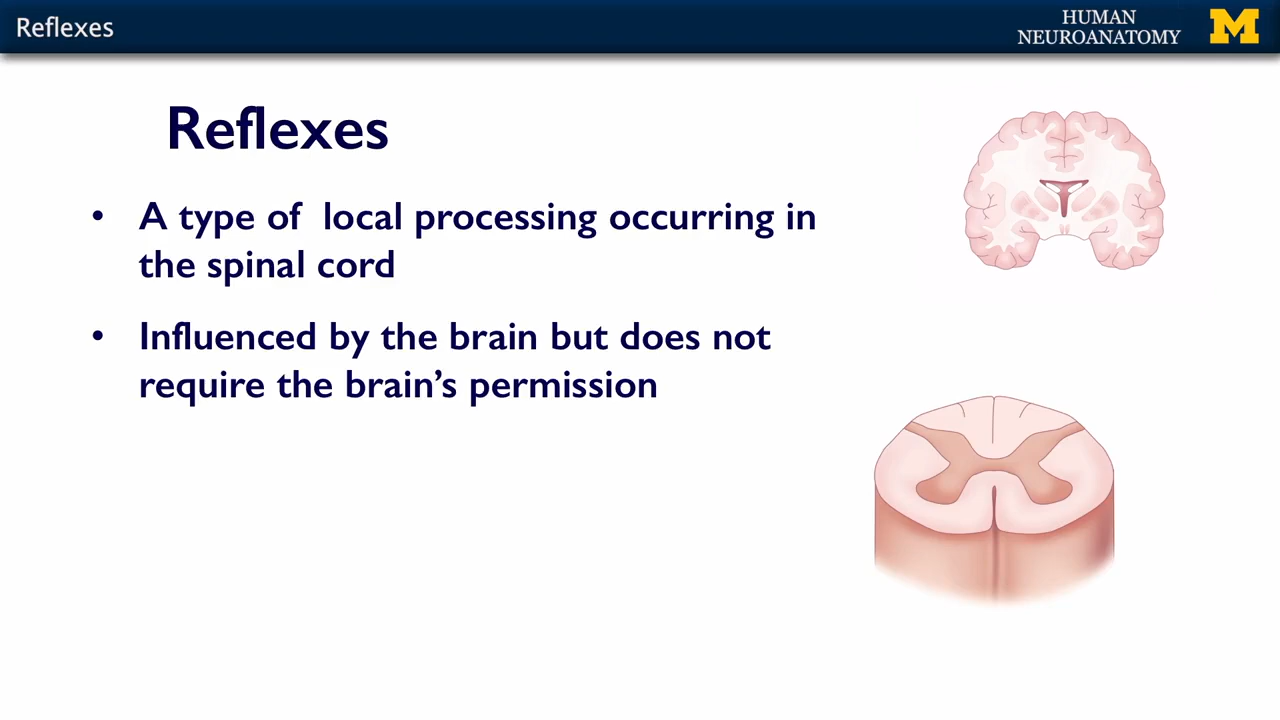 Reflexes
HUMAN
NEUROANATOMY
M
Reflexes
• A type of  local processing occurring in
the spinal cord
• Influenced by the brain but does not
require the brain’s permission